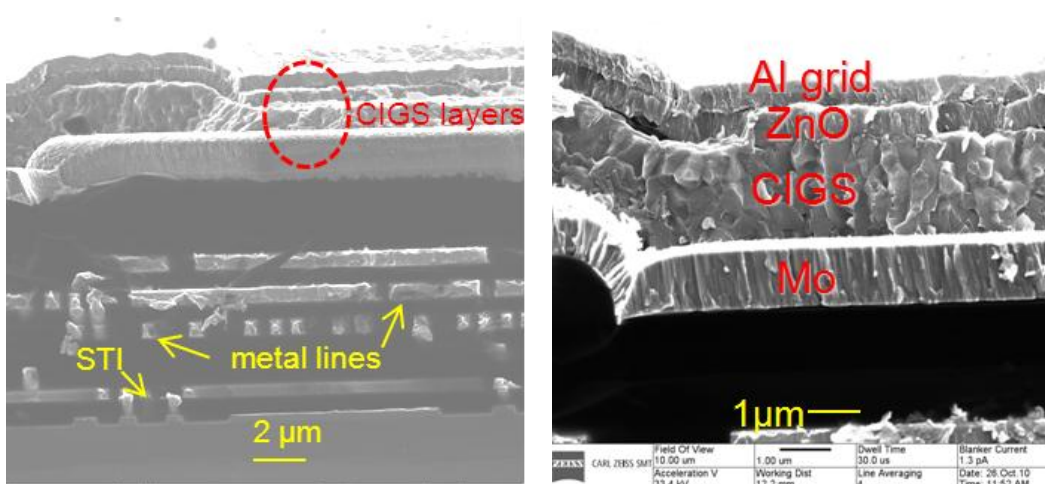 CIGS layers
STI
metal lines
2 µm
Al grid
ZnO
CIGS
Mo
1µm
ZEISS
CARL ZEISS SMT
Field Of View
10.00 um
1.00 um
Dwell Time
30.0 us
Blanker Current
1.3 pA
Acceleration V
Working Dist
Line Averaging
Date: 26.Oct.10